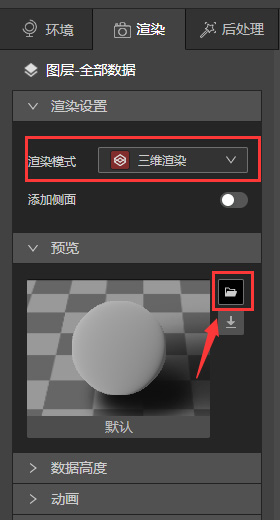 环境 渲染 后处理
图层-全部数据
渲染设置
渲染模式 三维渲染
添加侧面
预览
默认
数据高度
动画